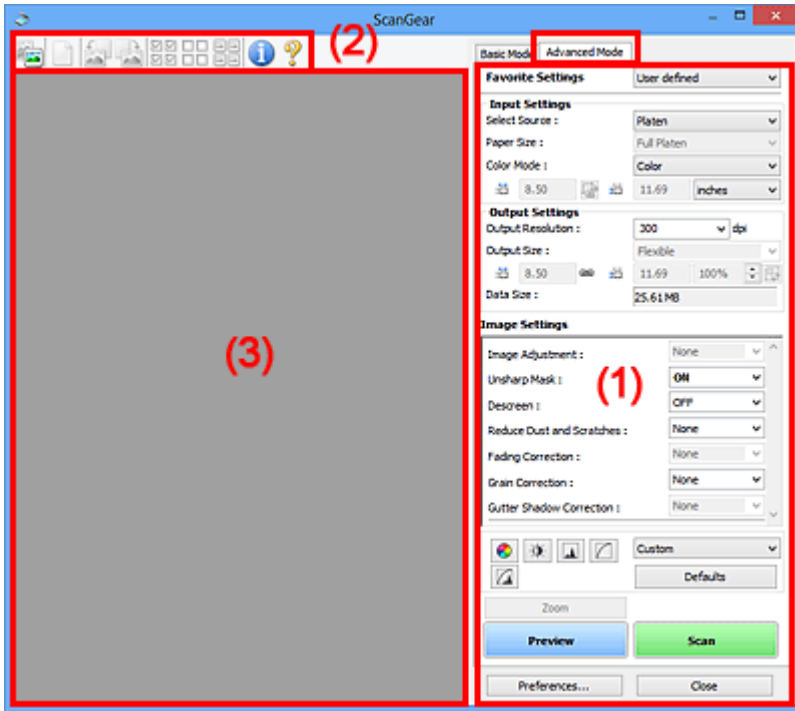 ScanGear
(2)
Basic Mode Advanced Mode
Favorite Settings User defined
Input Settings
Select Source : Platen
Paper Size : Full Platen
Color Mode : Color
8.50 11.69 inches
Output Settings
Output Resolution : 300 dpi
Output Size : Flexible
8.50 11.69 100%
Data Size : 25.61 MB
Image Settings
(3)
(1)
Image Adjustment : None
Unsharp Mask : ON
Descreen : OFF
Reduce Dust and Scratches : None
Fading Correction : None
Grain Correction : None
Gutter Shadow Correction : None
Custom
Defaults
Zoom
Preview Scan
Preferences... Close